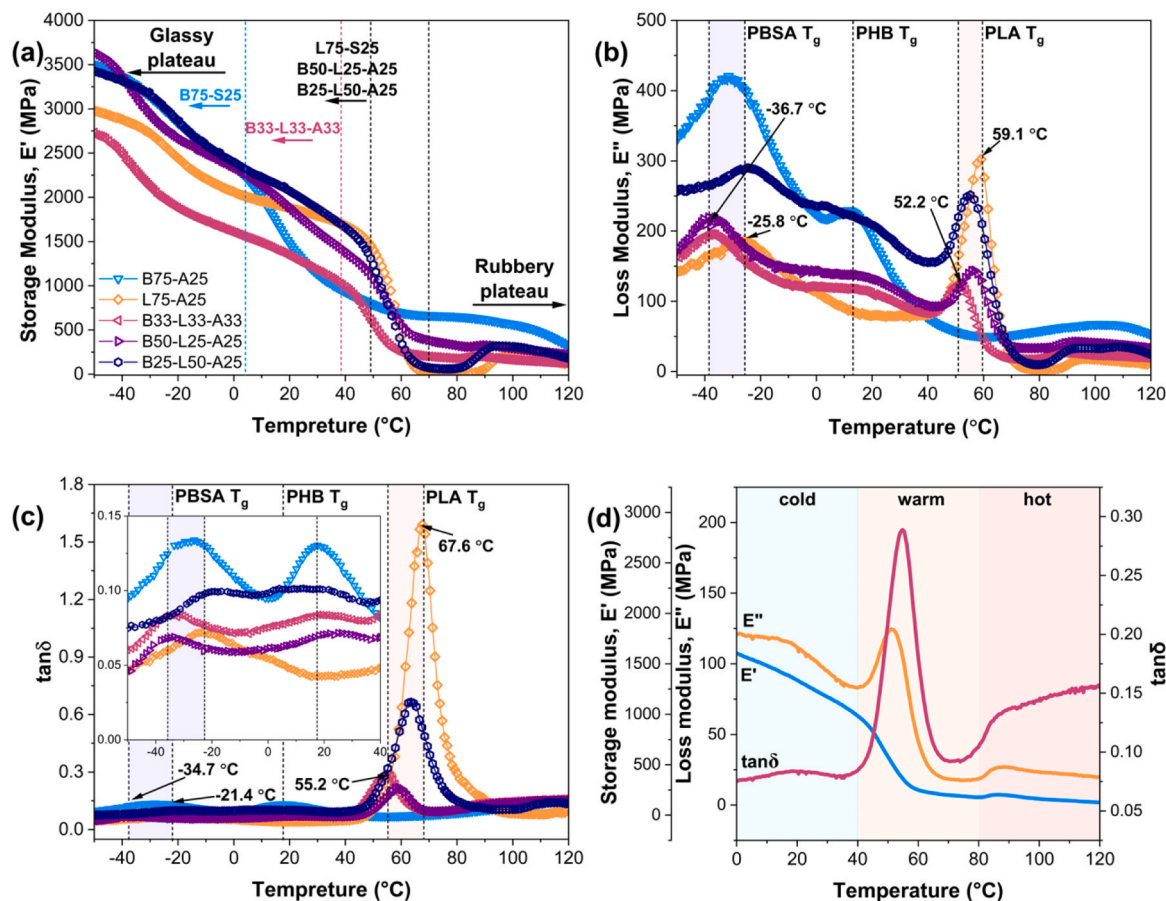 (a)
Glassy
plateau
B75-S25
L75-S25
B50-L25-A25
B25-L50-A25
B33-L33-A33
Rubbery
plateau
B75-A25
L75-A25
B33-L33-A33
B50-L25-A25
B25-L50-A25
Storage Modulus, E' (MPa)
4000
3500
3000
2500
2000
1500
1000
500
0
-40 -20 0 20 40 60 80 100 120
Tempreture (°C)
(b)
PBSA Tg
PHB Tg
PLA Tg
-36.7 °C
-25.8 °C
52.2 °C
59.1 °C
Loss Modulus, E'' (MPa)
500
400
300
200
100
0
-40 -20 0 20 40 60 80 100 120
Temperature (°C)
(c)
PBSA Tg
PHB Tg
PLA Tg
67.6 °C
-34.7 °C
-21.4 °C
55.2 °C
tanδ
1.8
1.5
1.2
0.9
0.6
0.3
0.0
0.15
0.10
0.05
0.00
-40 -20 0 20 40
-40 -20 0 20 40 60 80 100 120
Tempreture (°C)
(d)
cold
warm
hot
E''
E'
tanδ
Storage modulus, E' (MPa)
3000
2500
2000
1500
1000
500
0
Loss modulus, E'' (MPa)
200
150
100
50
0
tanδ
0.30
0.25
0.20
0.15
0.10
0.05
0 20 40 60 80 100 120
Temperature (°C)